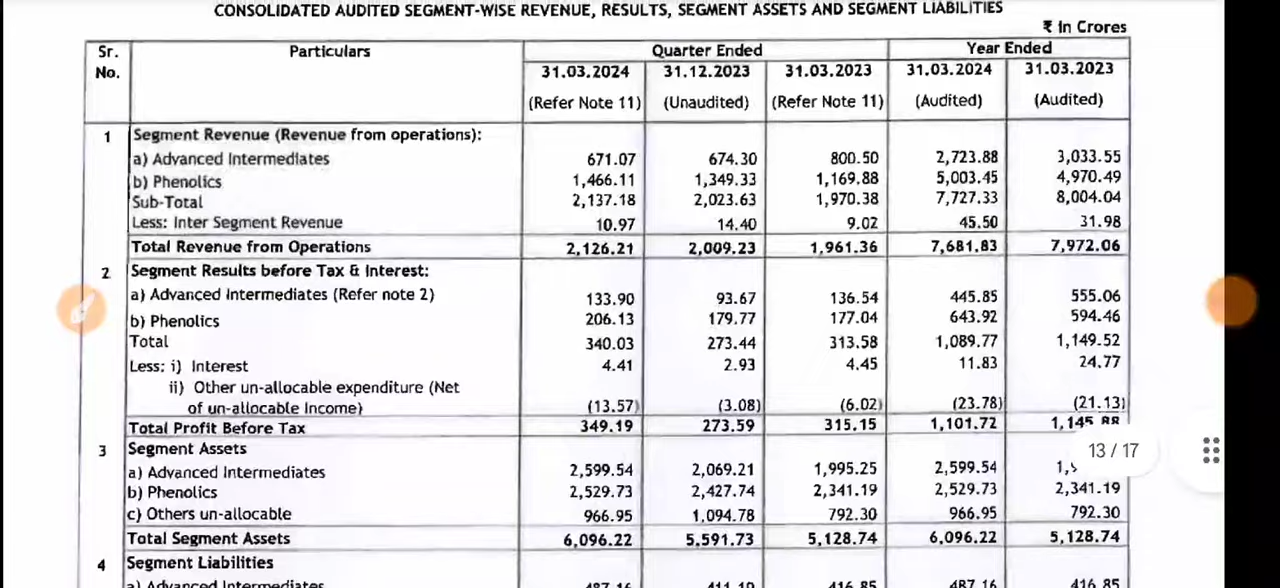 CONSOLIDATED AUDITED SEGMENT-WISE REVENUE, RESULTS, SEGMENT ASSETS AND SEGMENT LIABILITIES
₹ in Crores
Sr. No. Particulars Quarter Ended Year Ended
31.03.2024 31.12.2023 31.03.2023 31.03.2024 31.03.2023
(Refer Note 11) (Unaudited) (Refer Note 11) (Audited) (Audited)
1 Segment Revenue (Revenue from operations):
a) Advanced Intermediates 671.07 674.30 800.50 2,723.88 3,033.55
b) Phenolics 1,466.11 1,349.33 1,169.88 5,003.45 4,970.49
Sub-Total 2,137.18 2,023.63 1,970.38 7,727.33 8,004.04
Less: Inter Segment Revenue 10.97 14.40 9.02 45.50 31.98
Total Revenue from Operations 2,126.21 2,009.23 1,961.36 7,681.83 7,972.06
2 Segment Results before Tax & Interest:
a) Advanced Intermediates (Refer note 2) 133.90 93.67 136.54 445.85 555.06
b) Phenolics 206.13 179.77 177.04 643.92 594.46
Total 340.03 273.44 313.58 1,089.77 1,149.52
Less: i) Interest 4.41 2.93 4.45 11.83 24.77
ii) Other un-allocable expenditure (Net
of un-allocable Income) (13.57) (3.08) (6.02) (23.78) (21.13)
Total Profit Before Tax 349.19 273.59 315.15 1,101.72
3 Segment Assets
13 / 17
a) Advanced Intermediates 2,599.54 2,069.21 1,995.25 2,599.54
b) Phenolics 2,529.73 2,427.74 2,341.19 2,529.73 2,341.19
c) Others un-allocable 966.95 1,094.78 792.30 966.95 792.30
Total Segment Assets 6,096.22 5,591.73 5,128.74 6,096.22 5,128.74
4 Segment Liabilities
a) Advanced Intermediates 487.16 411.10 416.85 487.16 416.85